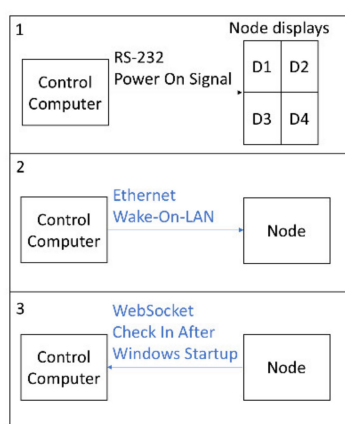 1
Node displays
Control
Computer
RS-232
Power On Signal
D1 D2
D3 D4
2
Control
Computer
Ethernet
Wake-On-LAN
Node
3
Control
Computer
WebSocket
Check In After
Windows Startup
Node